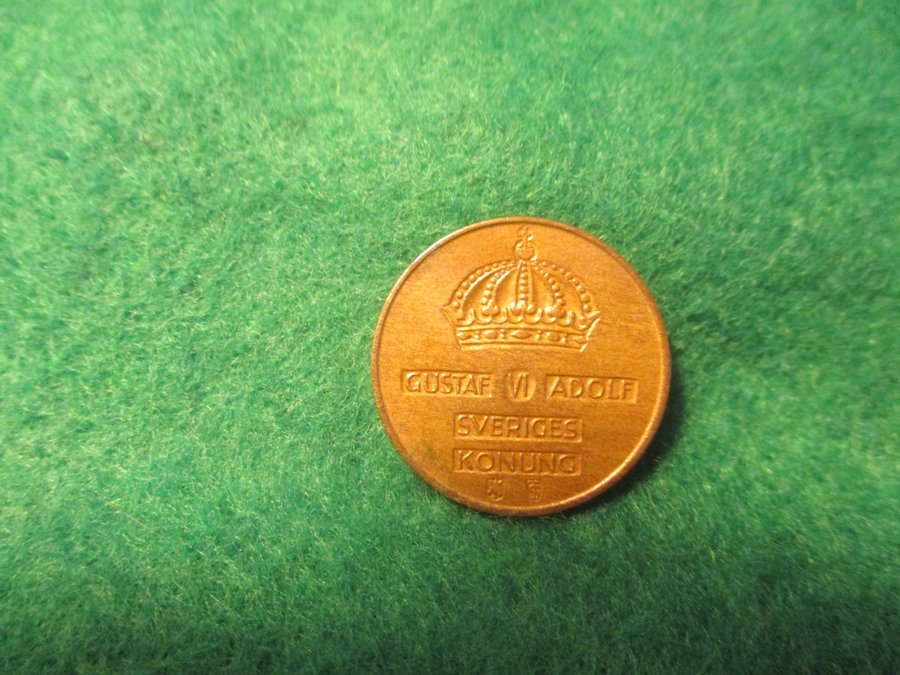 GUSTAF VI ADOLF
SVERIGES
KONUNG